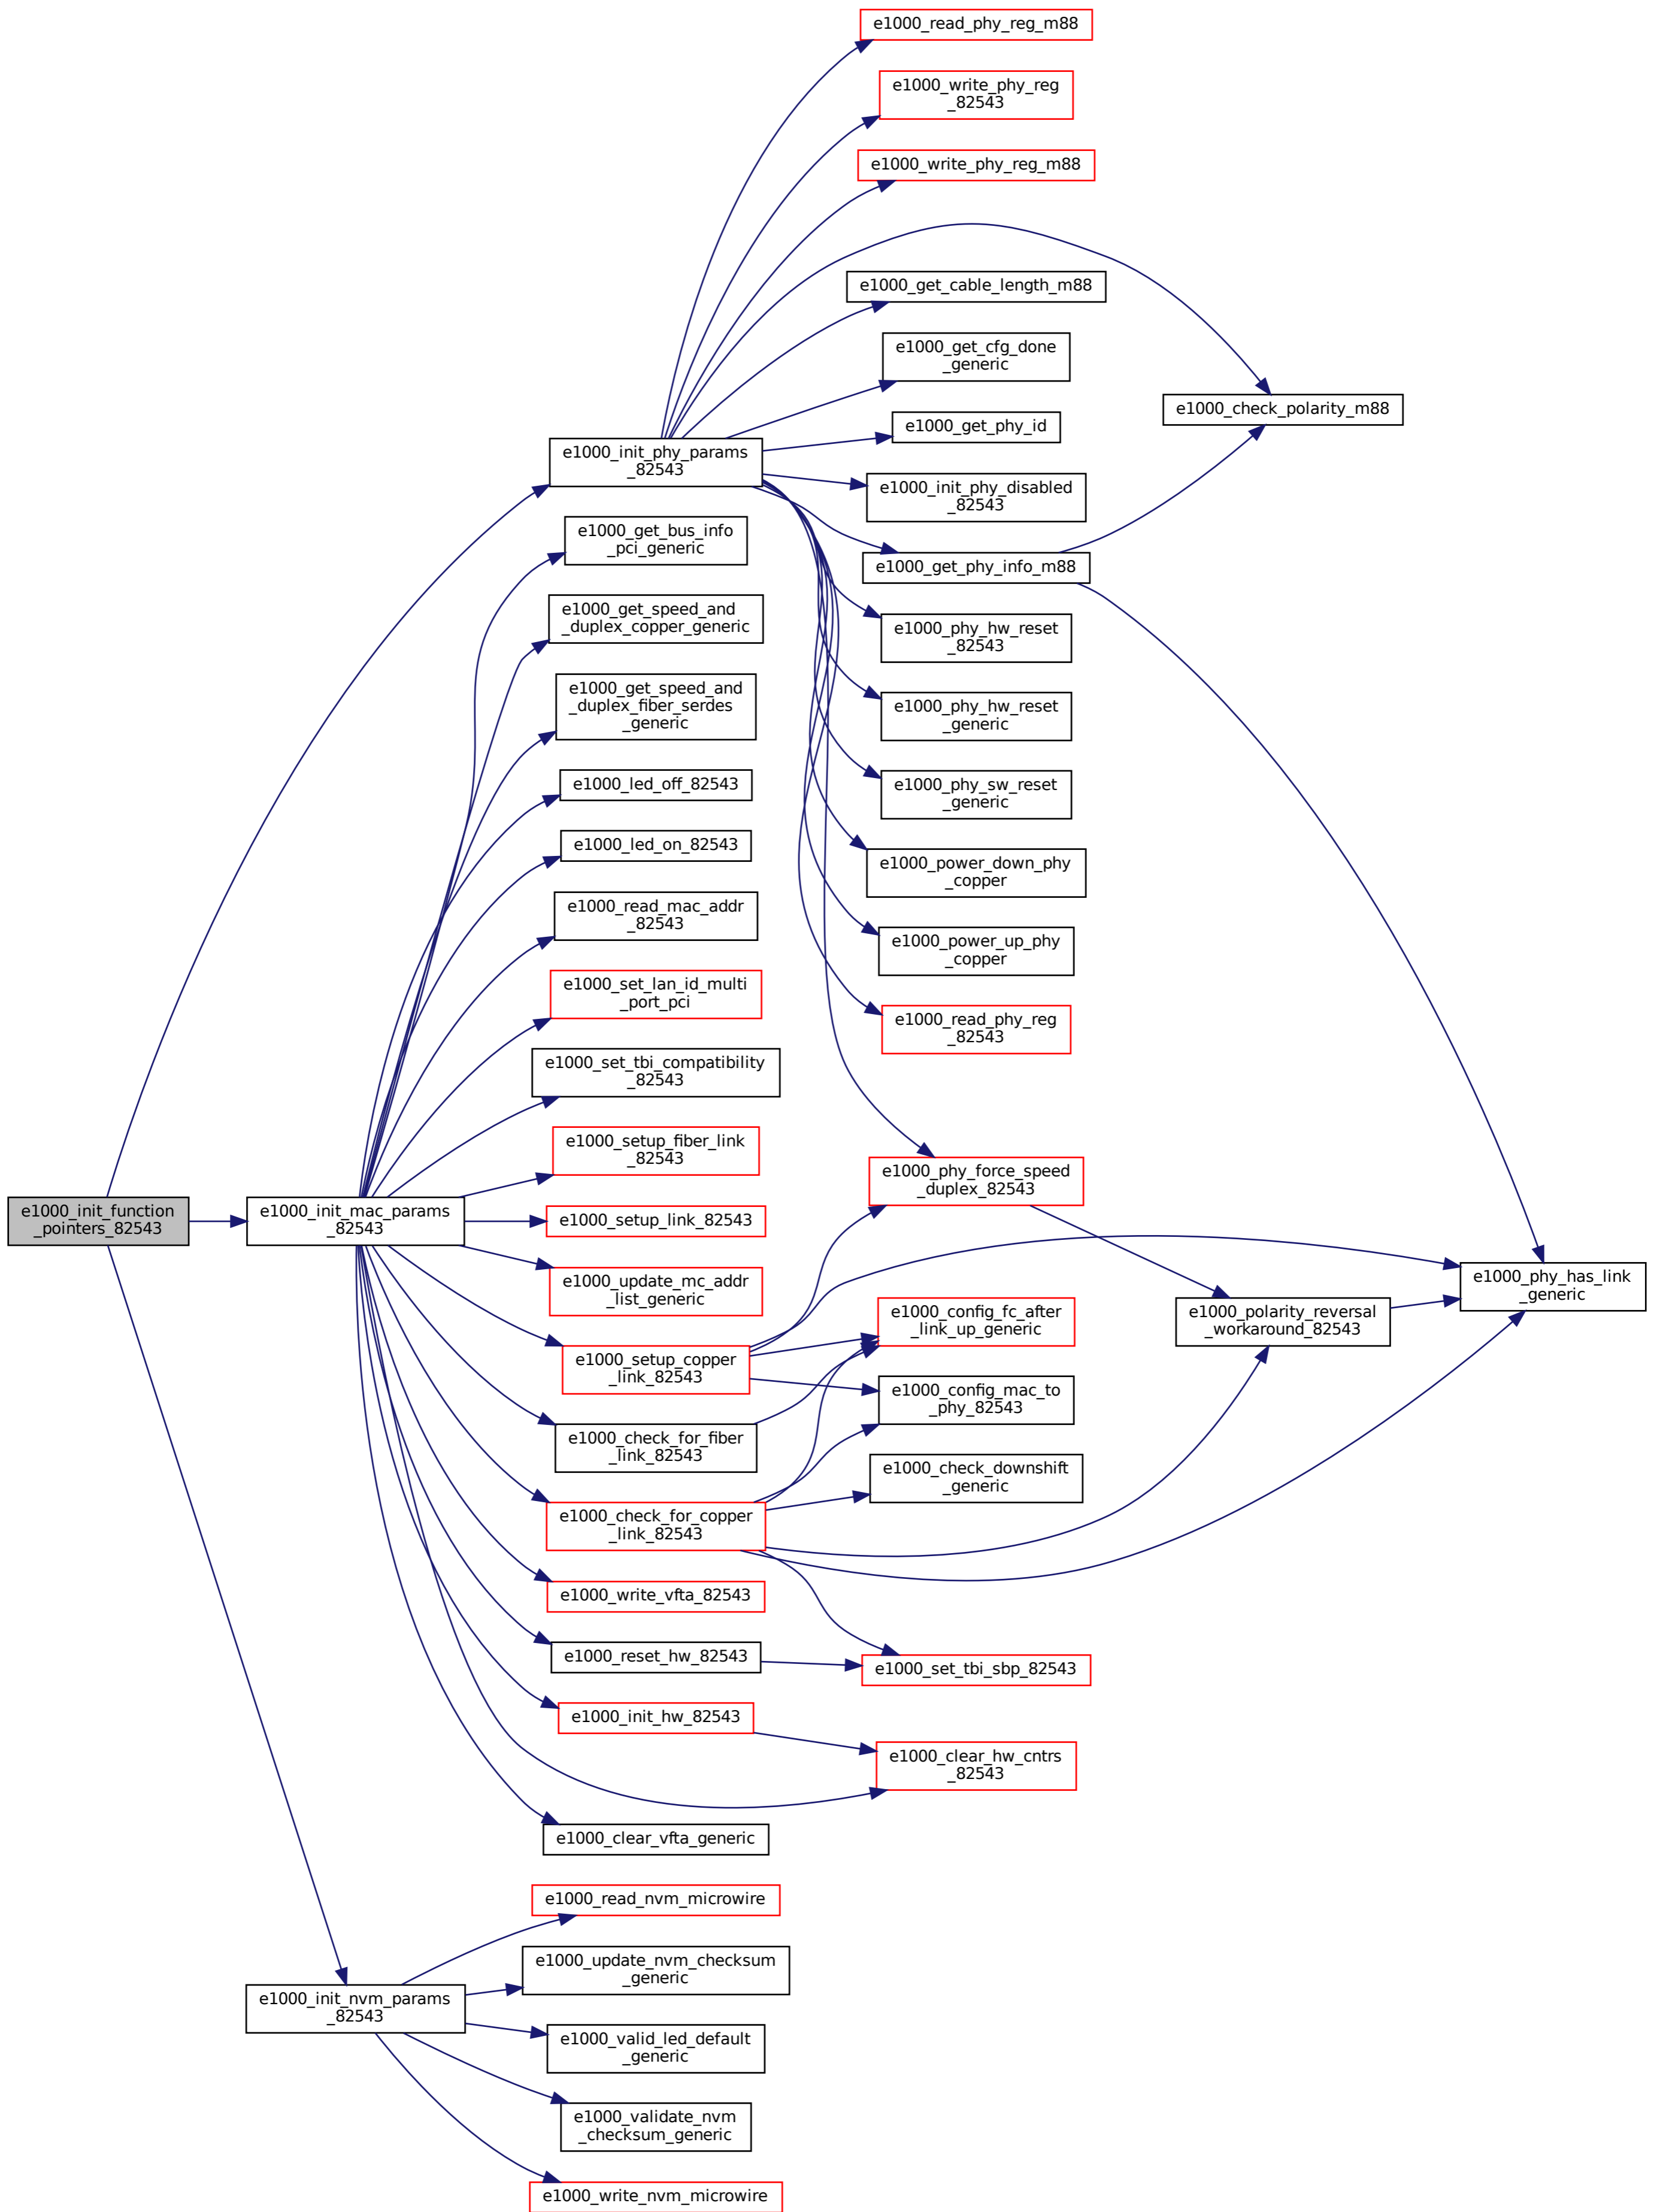 e1000_read_phy_reg_m88
e1000_write_phy_reg
_82543
e1000_write_phy_reg_m88
e1000_get_cable_length_m88
e1000_get_cfg_done
_generic
e1000_check_polarity_m88
e1000_get_phy_id
e1000_init_phy_params
_82543
e1000_init_phy_disabled
_82543
e1000_get_bus_info
_pci_generic
e1000_get_phy_info_m88
e1000_get_speed_and
_duplex_copper_generic
e1000_phy_hw_reset
_82543
e1000_get_speed_and
_duplex_fiber_serdes
_generic
e1000_phy_hw_reset
_generic
e1000_led_off_82543
e1000_phy_sw_reset
_generic
e1000_led_on_82543
e1000_power_down_phy
_copper
e1000_read_mac_addr
_82543
e1000_power_up_phy
_copper
e1000_set_lan_id_multi
_port_pci
e1000_read_phy_reg
_82543
e1000_set_tbi_compatibility
_82543
e1000_setup_fiber_link
_82543
e1000_phy_force_speed
_duplex_82543
e1000_init_function
_pointers_82543
e1000_init_mac_params
_82543
e1000_setup_link_82543
e1000_update_mc_addr
_list_generic
e1000_phy_has_link
_generic
e1000_config_fc_after
_link_up_generic
e1000_polarity_reversal
_workaround_82543
e1000_setup_copper
_link_82543
e1000_config_mac_to
_phy_82543
e1000_check_for_fiber
_link_82543
e1000_check_downshift
_generic
e1000_check_for_copper
_link_82543
e1000_write_vfta_82543
e1000_reset_hw_82543
e1000_set_tbi_sbp_82543
e1000_init_hw_82543
e1000_clear_hw_cntrs
_82543
e1000_clear_vfta_generic
e1000_read_nvm_microwire
e1000_update_nvm_checksum
_generic
e1000_init_nvm_params
_82543
e1000_valid_led_default
_generic
e1000_validate_nvm
_checksum_generic
e1000_write_nvm_microwire